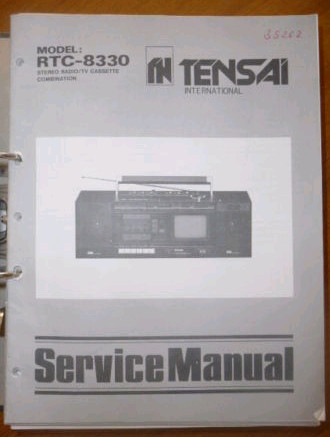 35262
MODEL:
RTC-8330
STEREO RADIO/TV CASSETTE
COMBINATION
TENSAI
INTERNATIONAL
Service Manual